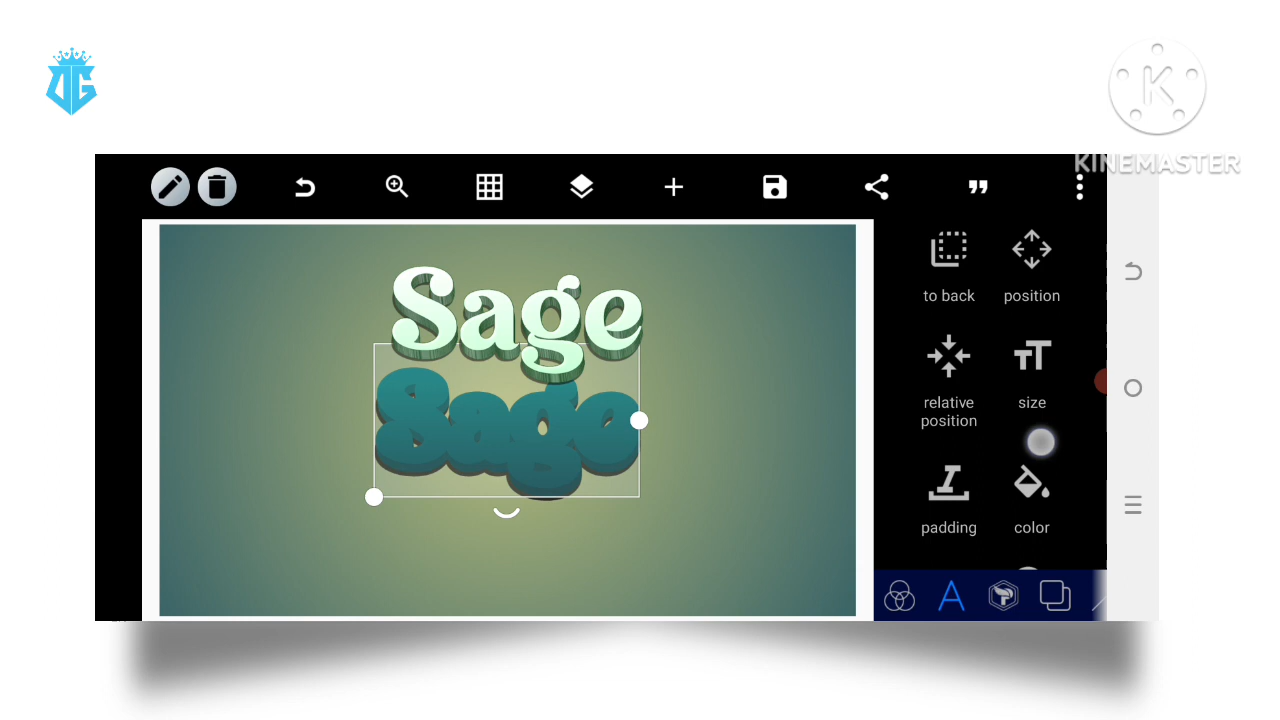 KINEMASTER
Sage
Sage
to back
position
relative
position
size
padding
color